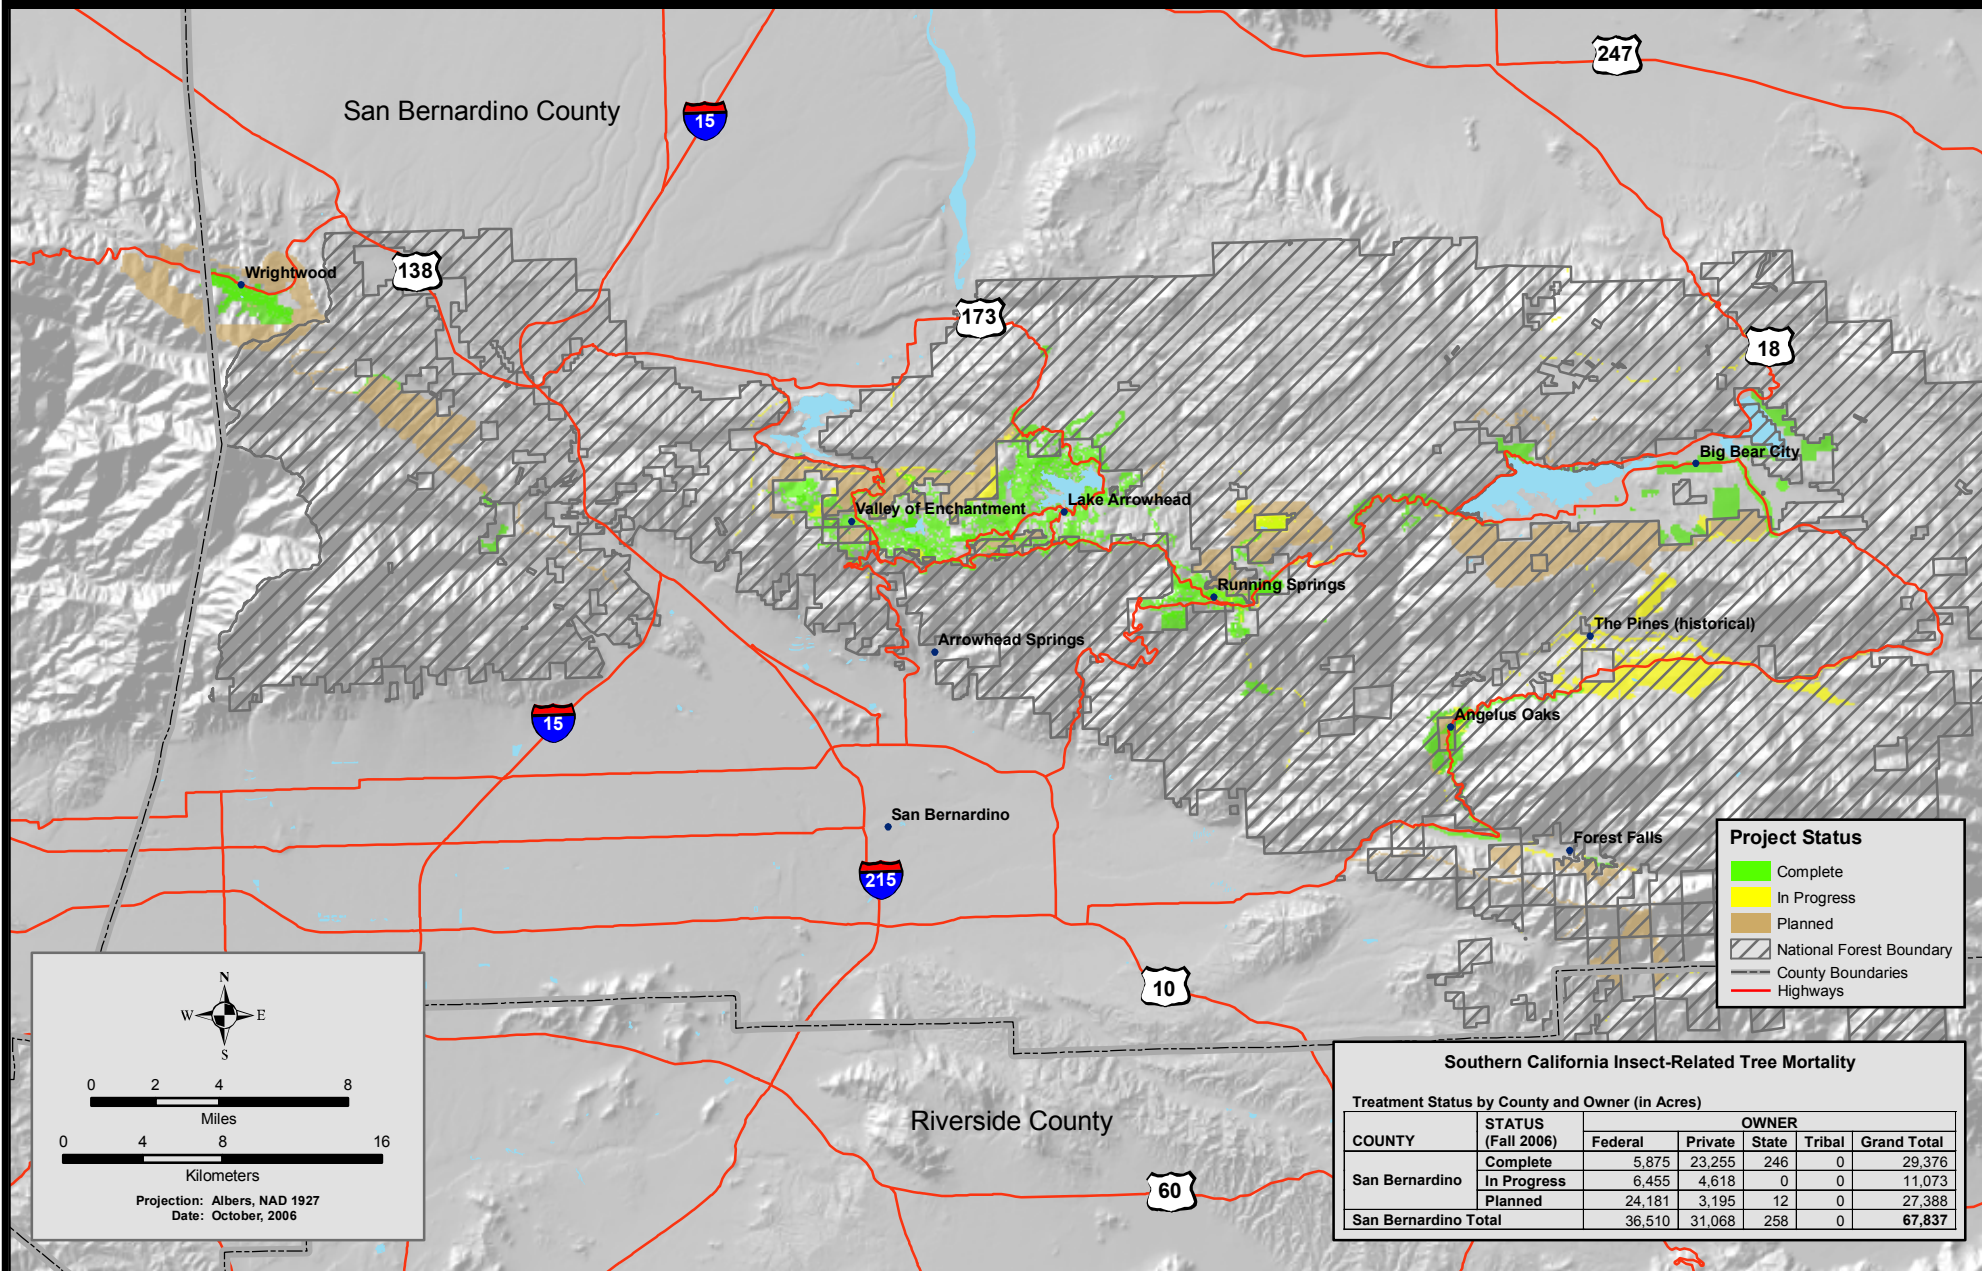 247
San Bernardino County
15
Wrightwood
138
173
18
Big Bear City
Lake Arrowhead
Valley of Enchantment
Running Springs
The Pines (historical)
Arrowhead Springs
15
Angelus Oaks
San Bernardino
Forest Falls
215
10
Riverside County
60
Project Status
Complete
In Progress
Planned
National Forest Boundary
County Boundaries
Highways
N
W E
S
0 2 4 8
Miles
0 4 8 16
Kilometers
Projection: Albers, NAD 1927
Date: October, 2006
Southern California Insect-Related Tree Mortality
Treatment Status by County and Owner (in Acres)
COUNTY STATUS (Fall 2006) OWNER
Federal Private State Tribal Grand Total
San Bernardino Complete 5,875 23,255 246 0 29,376
In Progress 6,455 4,618 0 0 11,073
Planned 24,181 3,195 12 0 27,388
San Bernardino Total 36,510 31,068 258 0 67,837